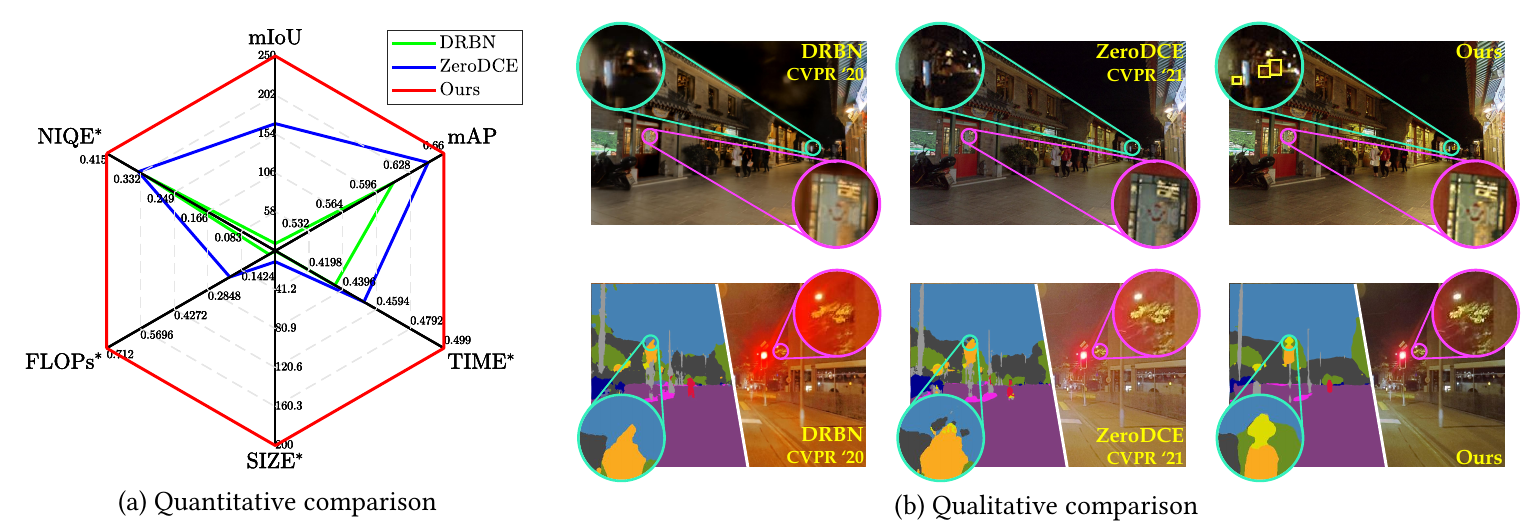 mIoU
250
202
154
106
58
mAP
0.66
0.628
0.596
0.564
0.532
NIQE*
0.415
0.332
0.249
0.166
0.083
0.4198
0.4396
0.4594
0.4792
0.499
TIME*
0.1424
0.2848
0.4272
0.5696
0.712
FLOPs*
41.2
80.9
120.6
160.3
200
SIZE*
DRBN
ZeroDCE
Ours
(a) Quantitative comparison
DRBN
CVPR ‘20
ZeroDCE
CVPR ‘21
Ours
DRBN
CVPR ‘20
ZeroDCE
CVPR ‘21
Ours
(b) Qualitative comparison